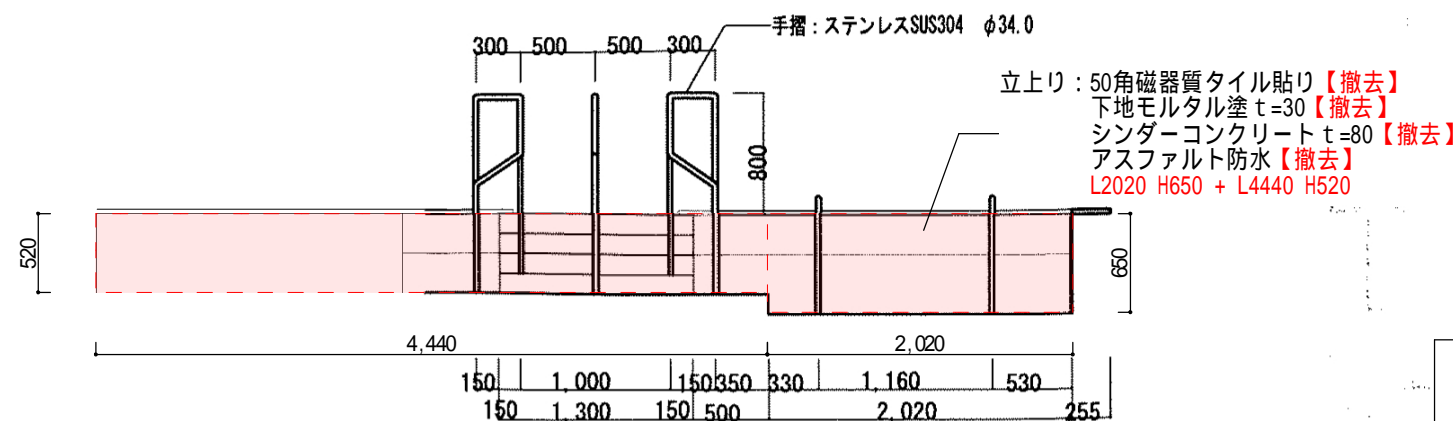 手摺：ステンレスSUS304　φ34.0
300 500 500 300
立上り：50角磁器質タイル貼り【撤去】
下地モルタル塗 t=30【撤去】
シンダーコンクリート t=80【撤去】
アスファルト防水【撤去】
L2020 H650 + L4440 H520
800
520
650
4,440 2,020
150 1,000 150 350 330 1,160 530
150 1,300 150 500 2,020 255